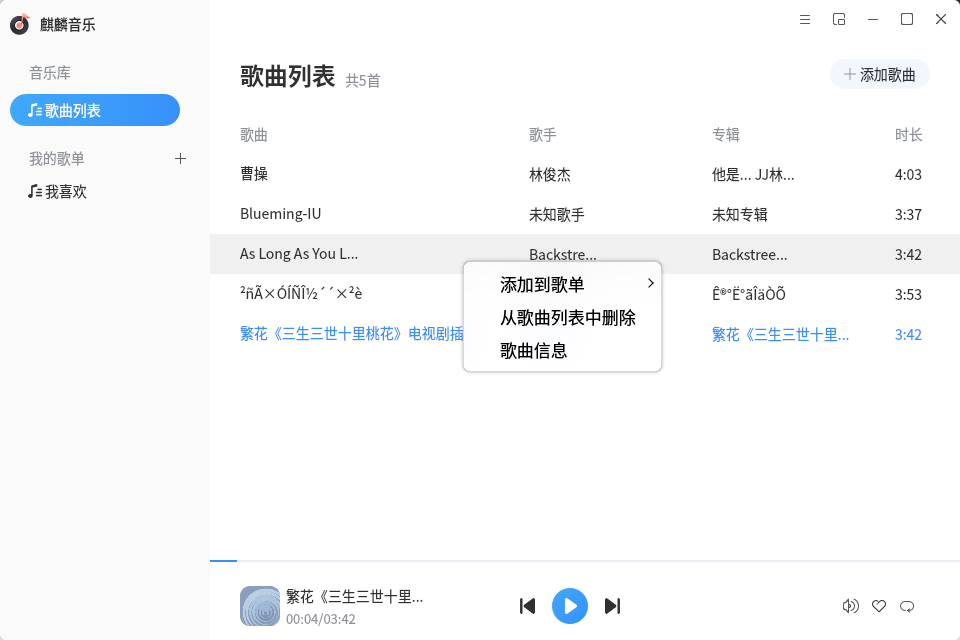 麒麟音乐
音乐库
歌曲列表
我的歌单
我喜欢
歌曲列表 共5首
添加歌曲
歌曲 歌手 专辑 时长
曹操 林俊杰 他是... JJ林... 4:03
Blueming-IU 未知歌手 未知专辑 3:37
As Long As You L... Backstre... Backstree... 3:42
²ñÃ×ÓÍÑÎ½´´×²è Ê®°Ë°ãÎäÒÕ 3:53
繁花《三生三世十里桃花》电视剧插 繁花《三生三世十里... 3:42
添加到歌单
从歌曲列表中删除
歌曲信息
繁花《三生三世十里...
00:04/03:42